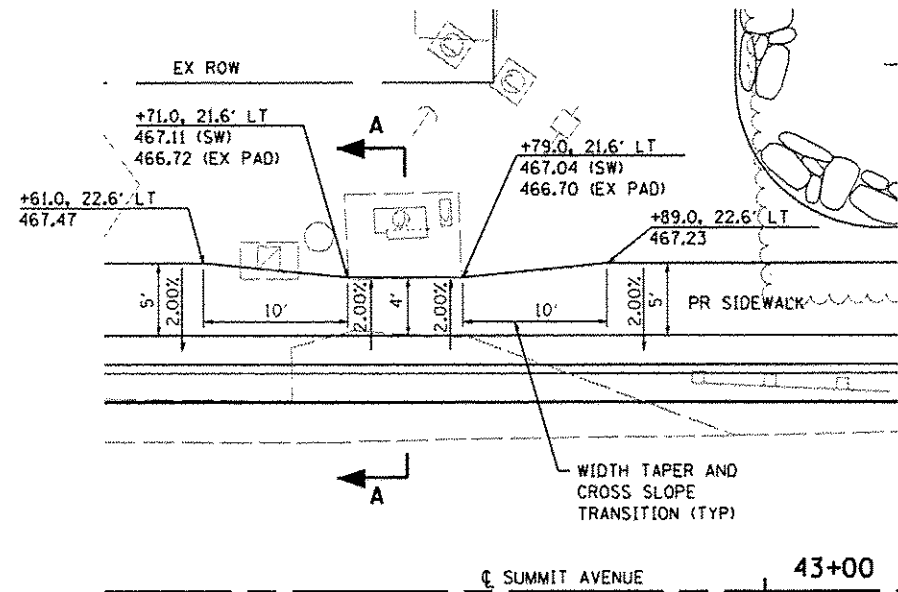 EX ROW
+71.0, 21.6' LT
467.11 (SW)
466.72 (EX PAD)
A
+79.0, 21.6' LT
467.04 (SW)
466.70 (EX PAD)
+61.0, 22.6' LT
467.47
+89.0, 22.6' LT
467.23
5'
2.00%
10'
2.00%
4'
2.00%
10'
2.00%
5'
PR SIDEWALK
A
WIDTH TAPER AND
CROSS SLOPE
TRANSITION (TYP)
℄ SUMMIT AVENUE
43+00